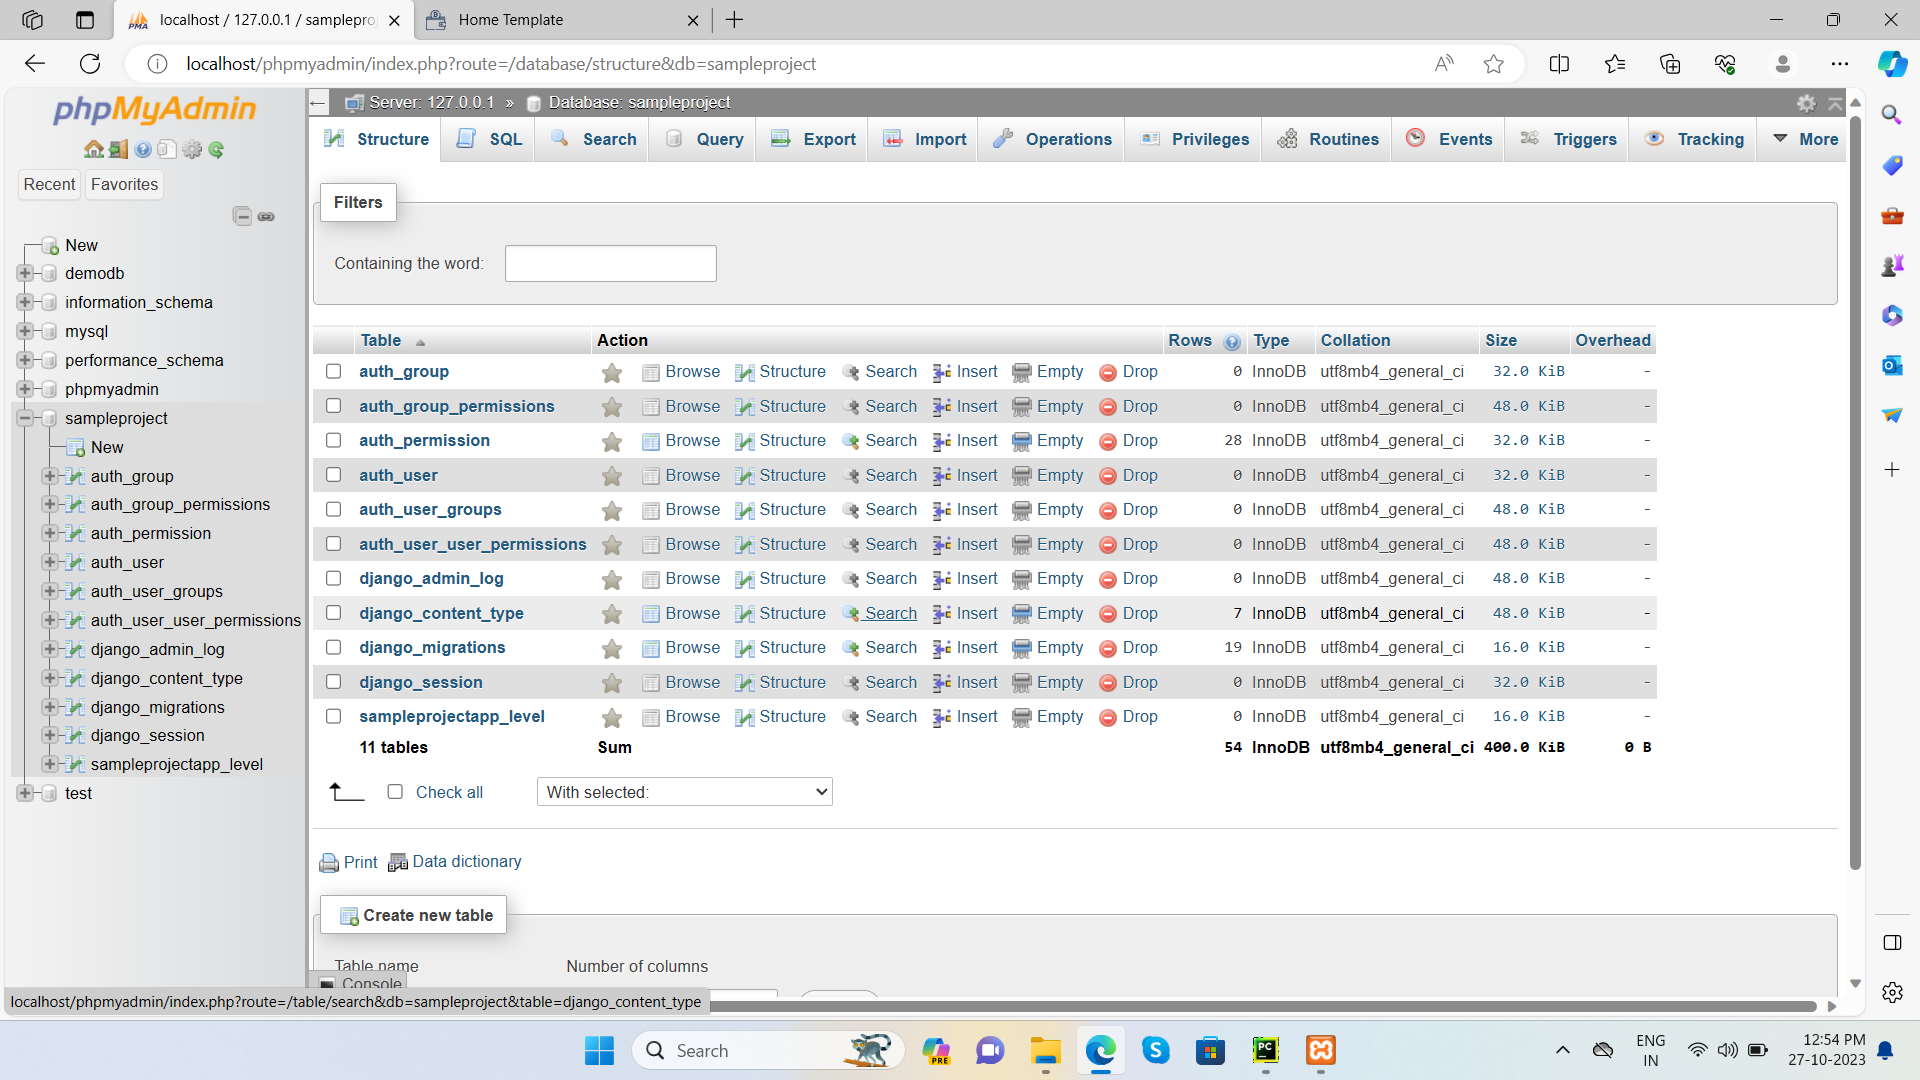 localhost / 127.0.0.1 / samplepro
Home Template
localhost/phpmyadmin/index.php?route=/database/structure&db=sampleproject
phpMyAdmin
Recent
Favorites
New
demodb
information_schema
mysql
performance_schema
phpmyadmin
sampleproject
New
auth_group
auth_group_permissions
auth_permission
auth_user
auth_user_groups
auth_user_user_permissions
django_admin_log
django_content_type
django_migrations
django_session
sampleprojectapp_level
test
Server: 127.0.0.1 » Database: sampleproject
Structure SQL Search Query Export Import Operations Privileges Routines Events Triggers Tracking More
Filters
Containing the word:
Table Action Rows Type Collation Size Overhead
auth_group Browse Structure Search Insert Empty Drop 0 InnoDB utf8mb4_general_ci 32.0 KiB -
auth_group_permissions Browse Structure Search Insert Empty Drop 0 InnoDB utf8mb4_general_ci 48.0 KiB -
auth_permission Browse Structure Search Insert Empty Drop 28 InnoDB utf8mb4_general_ci 32.0 KiB -
auth_user Browse Structure Search Insert Empty Drop 0 InnoDB utf8mb4_general_ci 32.0 KiB -
auth_user_groups Browse Structure Search Insert Empty Drop 0 InnoDB utf8mb4_general_ci 48.0 KiB -
auth_user_user_permissions Browse Structure Search Insert Empty Drop 0 InnoDB utf8mb4_general_ci 48.0 KiB -
django_admin_log Browse Structure Search Insert Empty Drop 0 InnoDB utf8mb4_general_ci 48.0 KiB -
django_content_type Browse Structure Search Insert Empty Drop 7 InnoDB utf8mb4_general_ci 48.0 KiB -
django_migrations Browse Structure Search Insert Empty Drop 19 InnoDB utf8mb4_general_ci 16.0 KiB -
django_session Browse Structure Search Insert Empty Drop 0 InnoDB utf8mb4_general_ci 32.0 KiB -
sampleprojectapp_level Browse Structure Search Insert Empty Drop 0 InnoDB utf8mb4_general_ci 16.0 KiB -
11 tables Sum 54 InnoDB utf8mb4_general_ci 400.0 KiB 0 B
Check all With selected:
Print Data dictionary
Create new table
Table name Number of columns
Console
localhost/phpmyadmin/index.php?route=/table/search&db=sampleproject&table=django_content_type
Search
PRE
ENG
IN
12:54 PM
27-10-2023